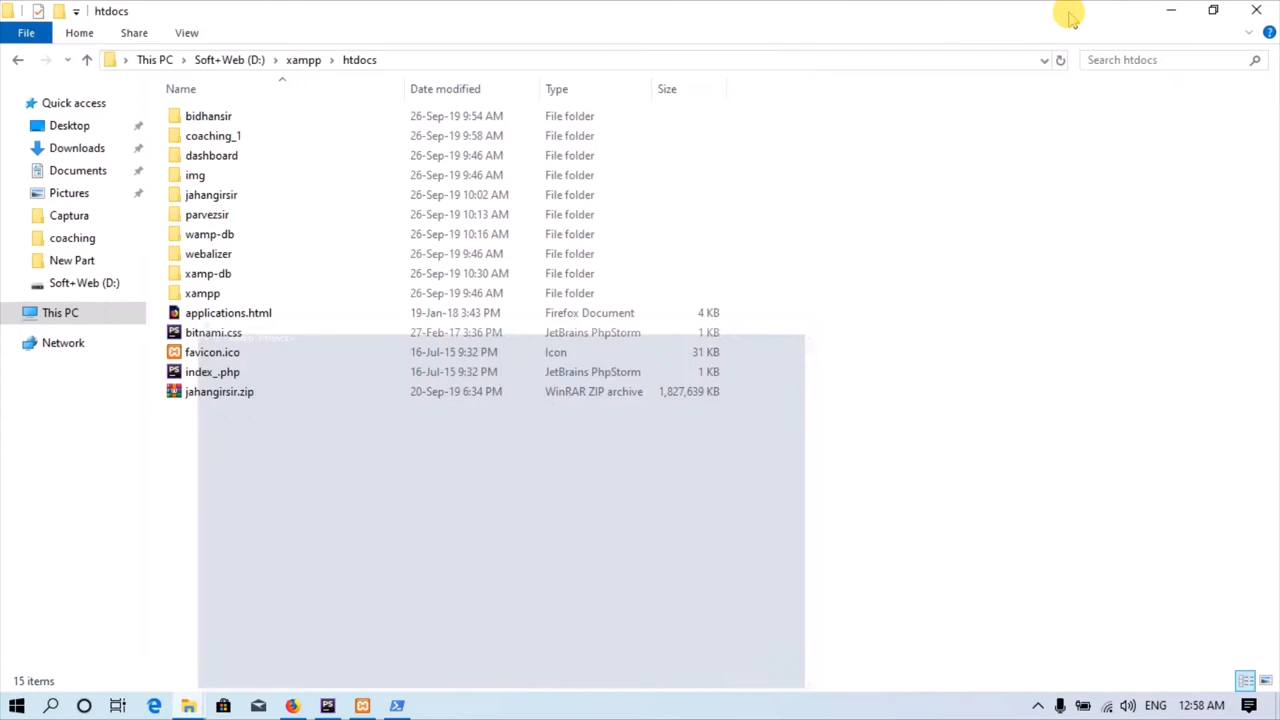 htdocs
File Home Share View
This PC Soft+Web (D:) xampp htdocs Search htdocs
Name Date modified Type Size
Quick access
Desktop
Downloads
Documents
Pictures
Captura
coaching
New Part
Soft+Web (D:)
This PC
Network
bidhansir 26-Sep-19 9:54 AM File folder
coaching_1 26-Sep-19 9:58 AM File folder
dashboard 26-Sep-19 9:46 AM File folder
img 26-Sep-19 9:46 AM File folder
jahangirsir 26-Sep-19 10:02 AM File folder
parvezsir 26-Sep-19 10:13 AM File folder
wamp-db 26-Sep-19 10:16 AM File folder
webalizer 26-Sep-19 9:46 AM File folder
xamp-db 26-Sep-19 10:30 AM File folder
xampp 26-Sep-19 9:46 AM File folder
applications.html 19-Jan-18 3:43 PM Firefox Document 4 KB
bitnami.css 27-Feb-17 3:36 PM JetBrains PhpStorm 1 KB
favicon.ico 16-Jul-15 9:32 PM Icon 31 KB
index_.php 16-Jul-15 9:32 PM JetBrains PhpStorm 1 KB
jahangirsir.zip 20-Sep-19 6:34 PM WinRAR ZIP archive 1,827,639 KB
15 items
ENG 12:58 AM